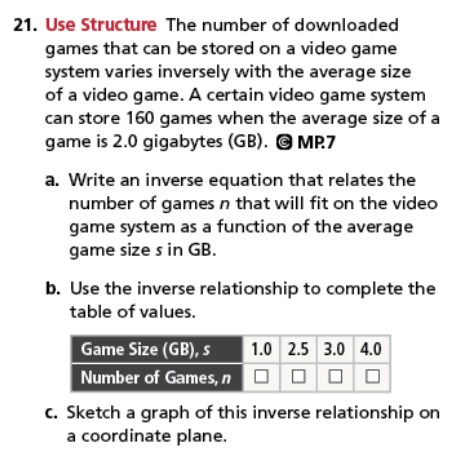 21. Use Structure The number of downloaded
games that can be stored on a video game
system varies inversely with the average size
of a video game. A certain video game system
can store 160 games when the average size of a
game is 2.0 gigabytes (GB). © MP.7
a. Write an inverse equation that relates the
number of games n that will fit on the video
game system as a function of the average
game size s in GB.
b. Use the inverse relationship to complete the
table of values.
Game Size (GB), s 1.0 2.5 3.0 4.0
Number of Games, n □ □ □ □
c. Sketch a graph of this inverse relationship on
a coordinate plane.